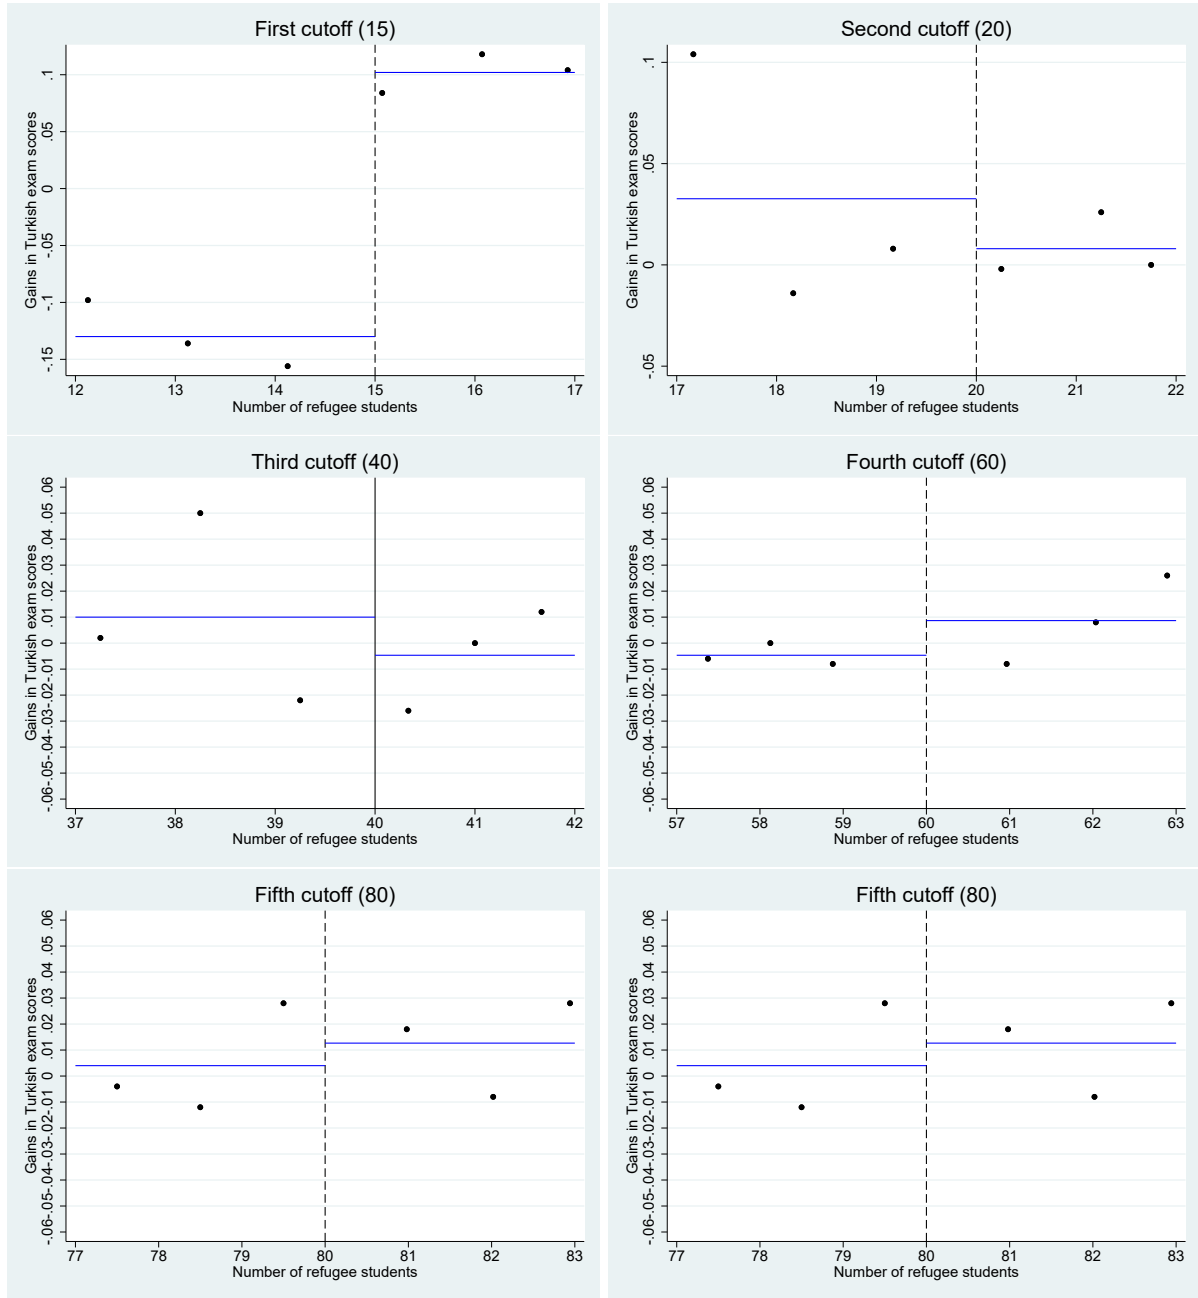 First cutoff (15)
Gains in Turkish exam scores
.1
.05
0
-.05
-.1
-.15
12 13 14 15 16 17
Number of refugee students
Second cutoff (20)
Gains in Turkish exam scores
.1
.05
0
-.05
17 18 19 20 21 22
Number of refugee students
Third cutoff (40)
Gains in Turkish exam scores
-.06-.05-.04-.03-.02-.01 0 .01 .02 .03 .04 .05 .06
37 38 39 40 41 42
Number of refugee students
Fourth cutoff (60)
Gains in Turkish exam scores
-.06-.05-.04-.03-.02-.01 0 .01 .02 .03 .04 .05 .06
57 58 59 60 61 62 63
Number of refugee students
Fifth cutoff (80)
Gains in Turkish exam scores
-.06-.05-.04-.03-.02-.01 0 .01 .02 .03 .04 .05 .06
77 78 79 80 81 82 83
Number of refugee students
Fifth cutoff (80)
Gains in Turkish exam scores
-.06-.05-.04-.03-.02-.01 0 .01 .02 .03 .04 .05 .06
77 78 79 80 81 82 83
Number of refugee students